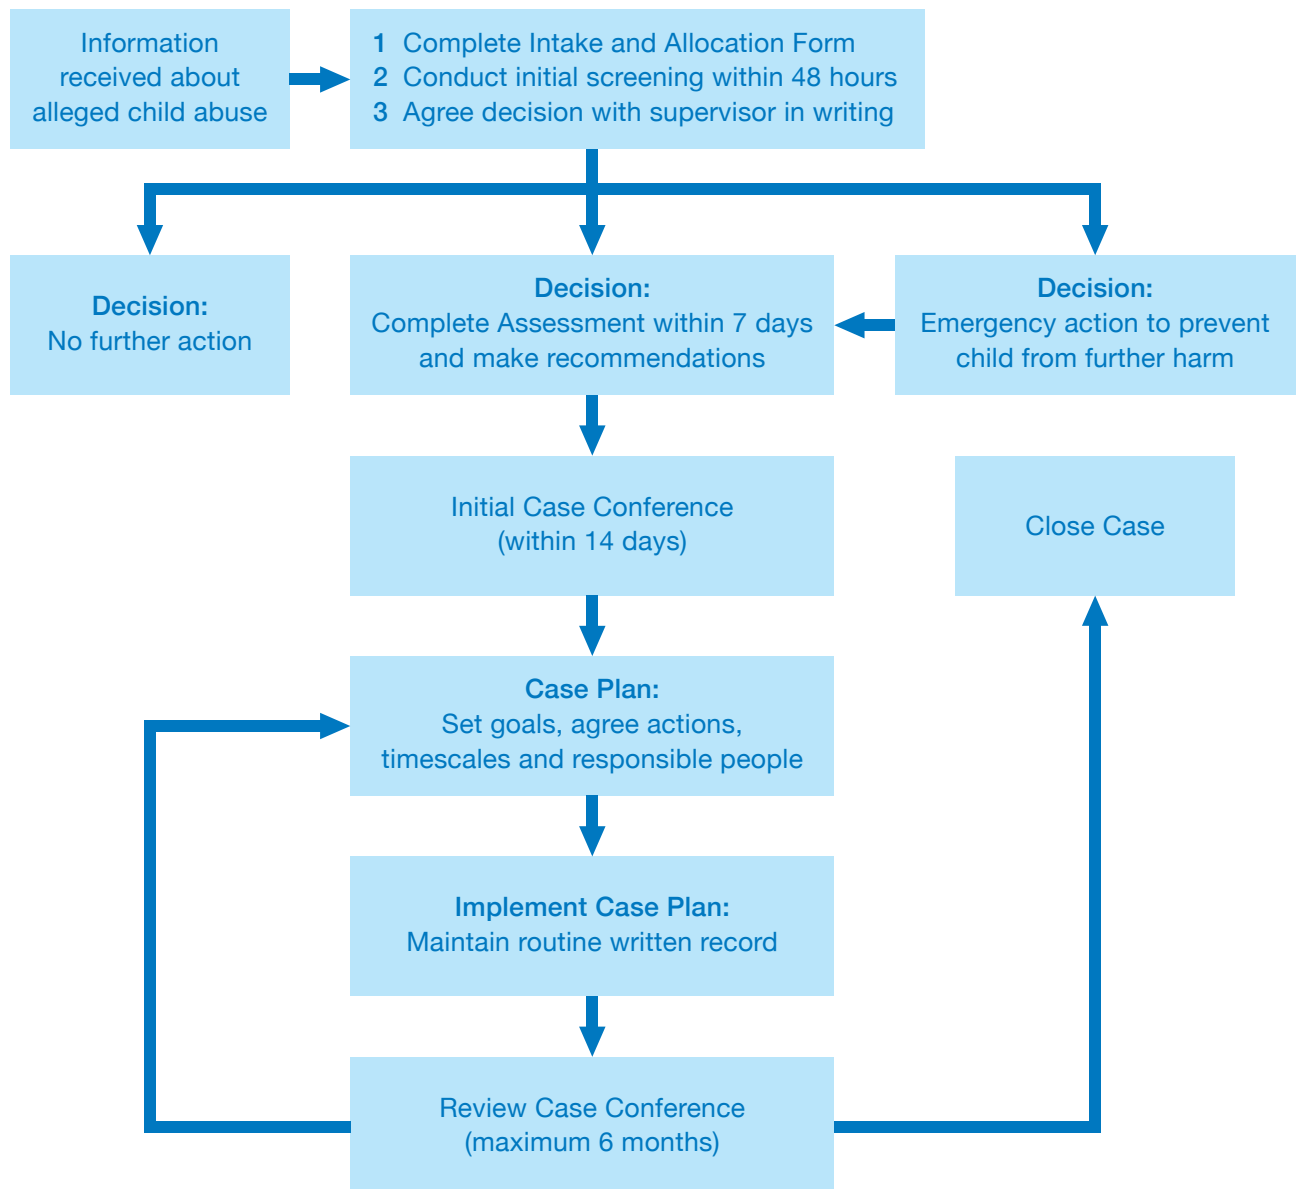 Information
received about
alleged child abuse
1 Complete Intake and Allocation Form
2 Conduct initial screening within 48 hours
3 Agree decision with supervisor in writing
Decision:
No further action
Decision:
Complete Assessment within 7 days
and make recommendations
Decision:
Emergency action to prevent
child from further harm
Initial Case Conference
(within 14 days)
Close Case
Case Plan:
Set goals, agree actions,
timescales and responsible people
Implement Case Plan:
Maintain routine written record
Review Case Conference
(maximum 6 months)